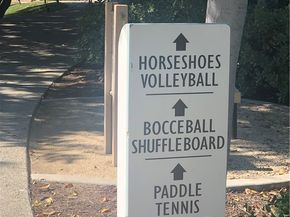 HORSESHOES
VOLLEYBALL
BOCCEBALL
SHUFFLEBOARD
PADDLE
TENNIS